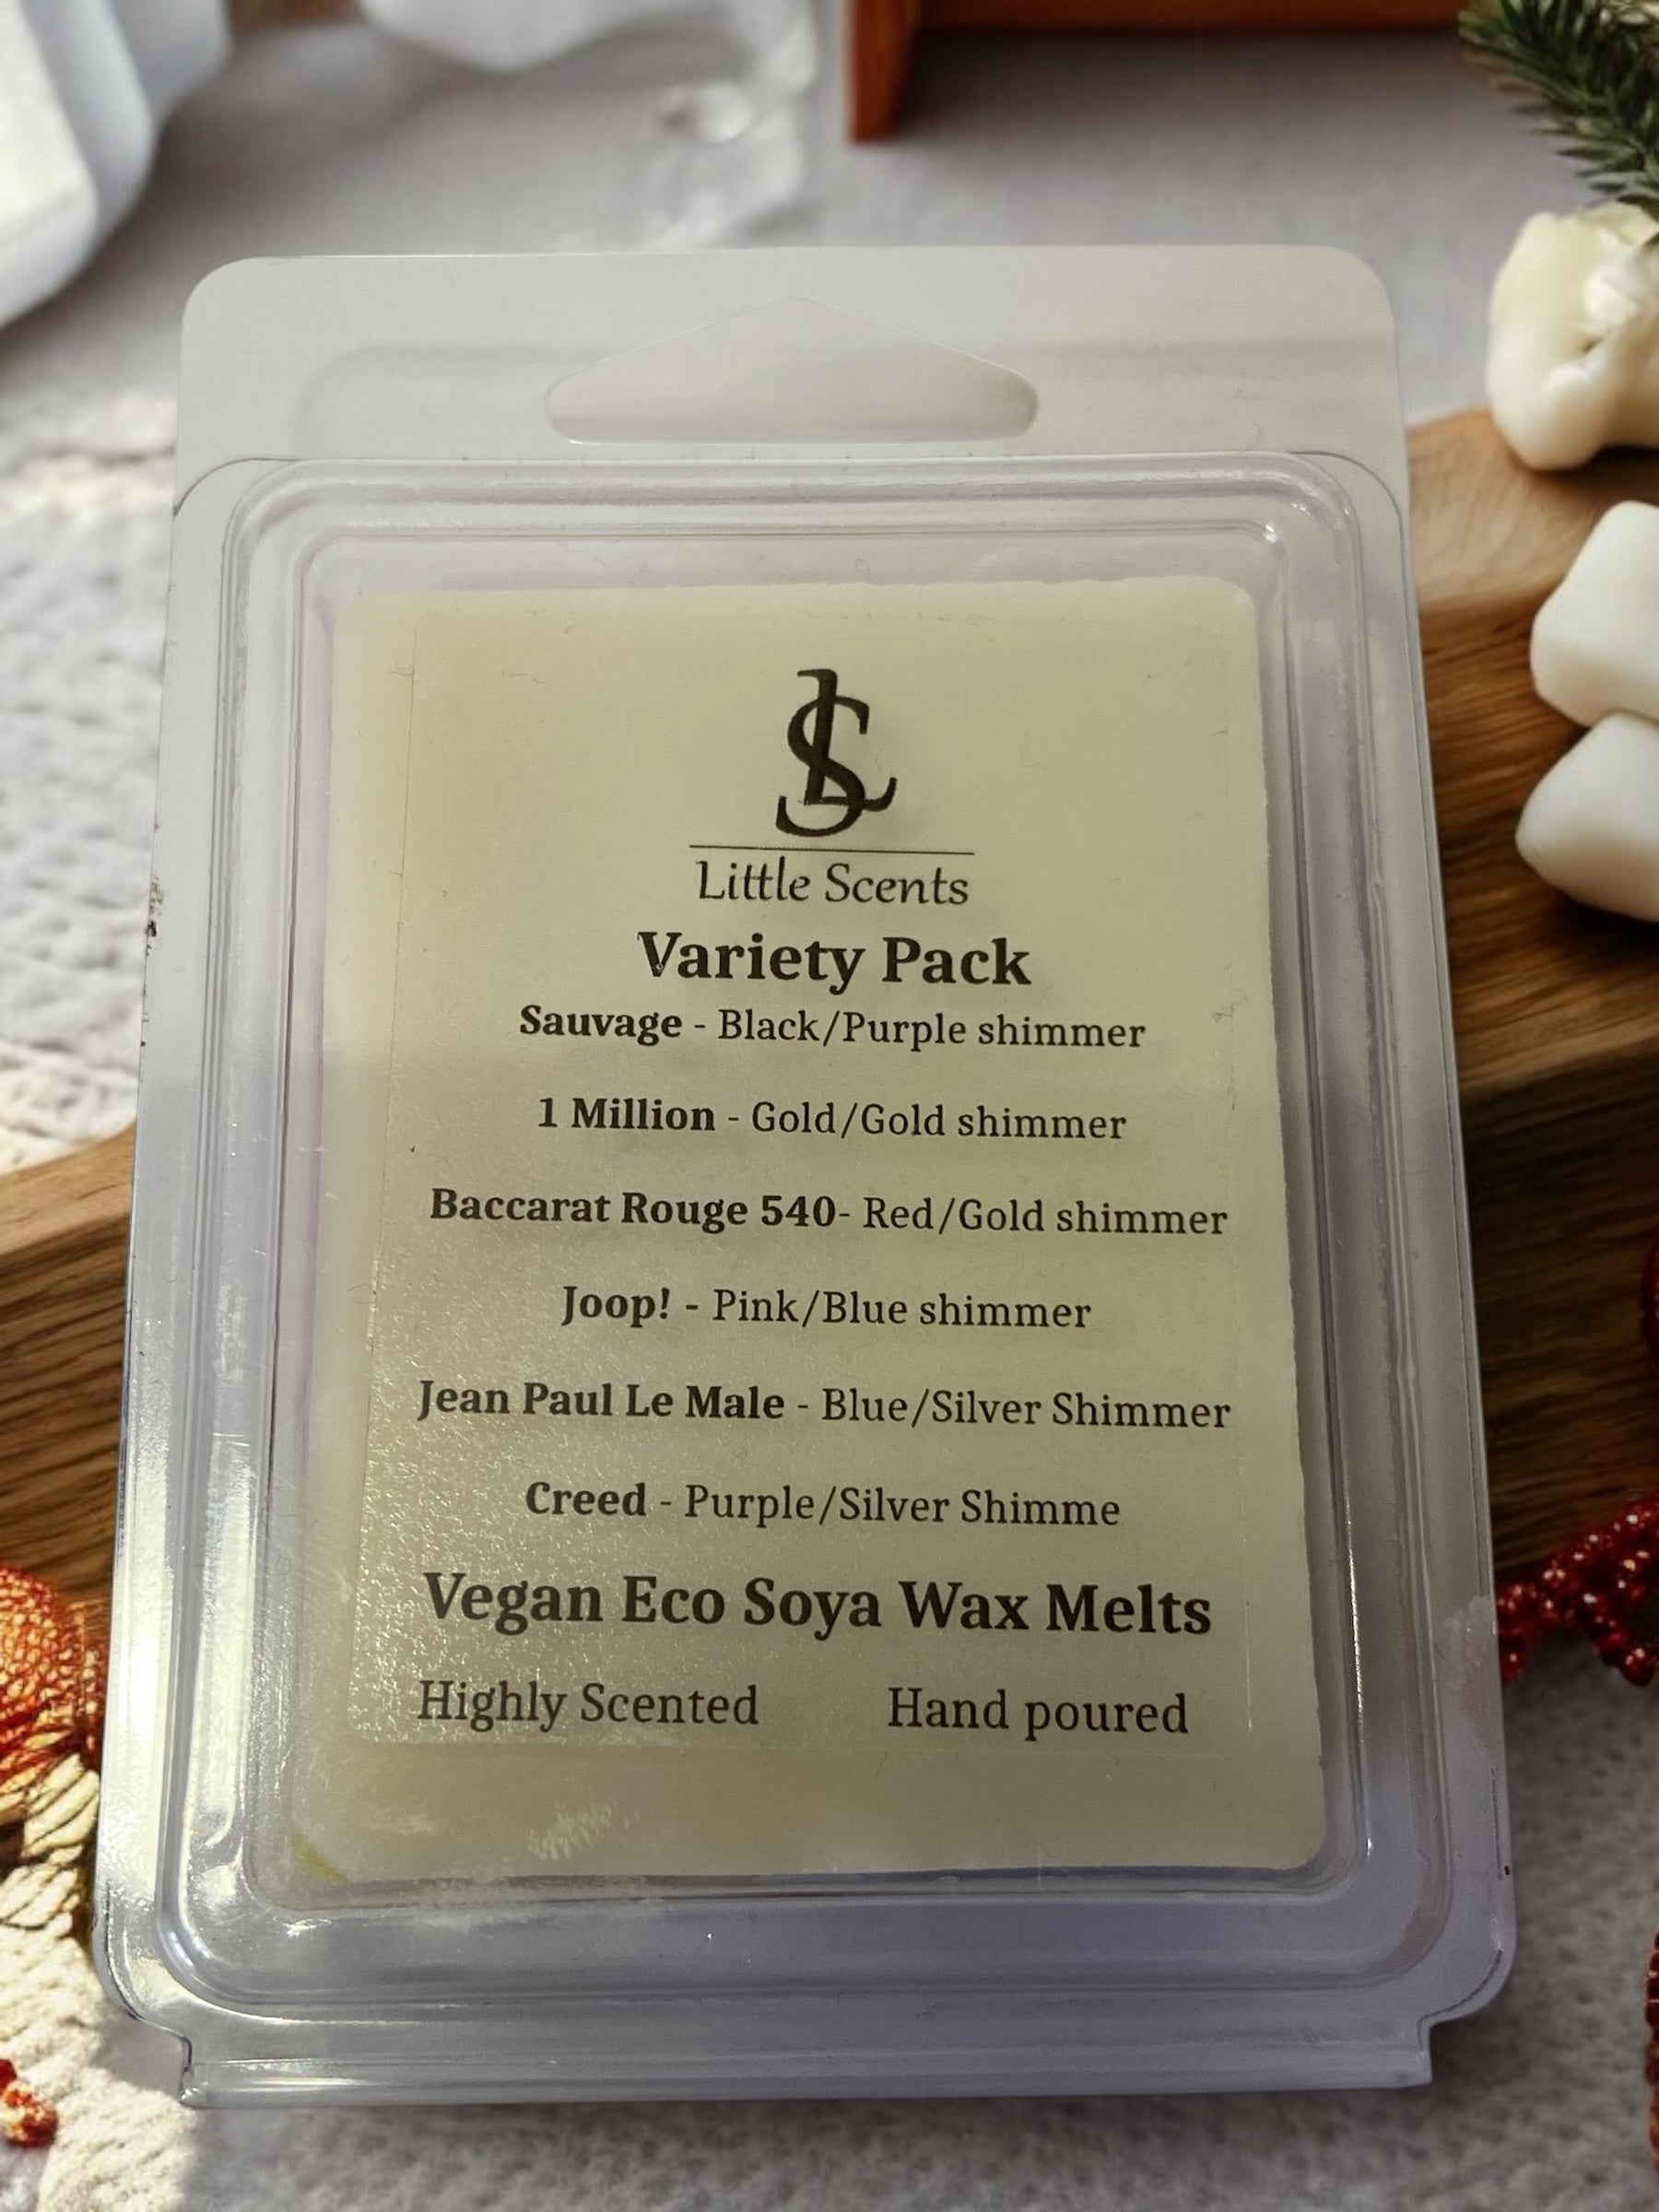 LS
Little Scents
Variety Pack
Sauvage - Black/Purple shimmer
1 Million - Gold/Gold shimmer
Baccarat Rouge 540- Red/Gold shimmer
Joop! - Pink/Blue shimmer
Jean Paul Le Male - Blue/Silver Shimmer
Creed - Purple/Silver Shimme
Vegan Eco Soya Wax Melts
Highly Scented Hand poured